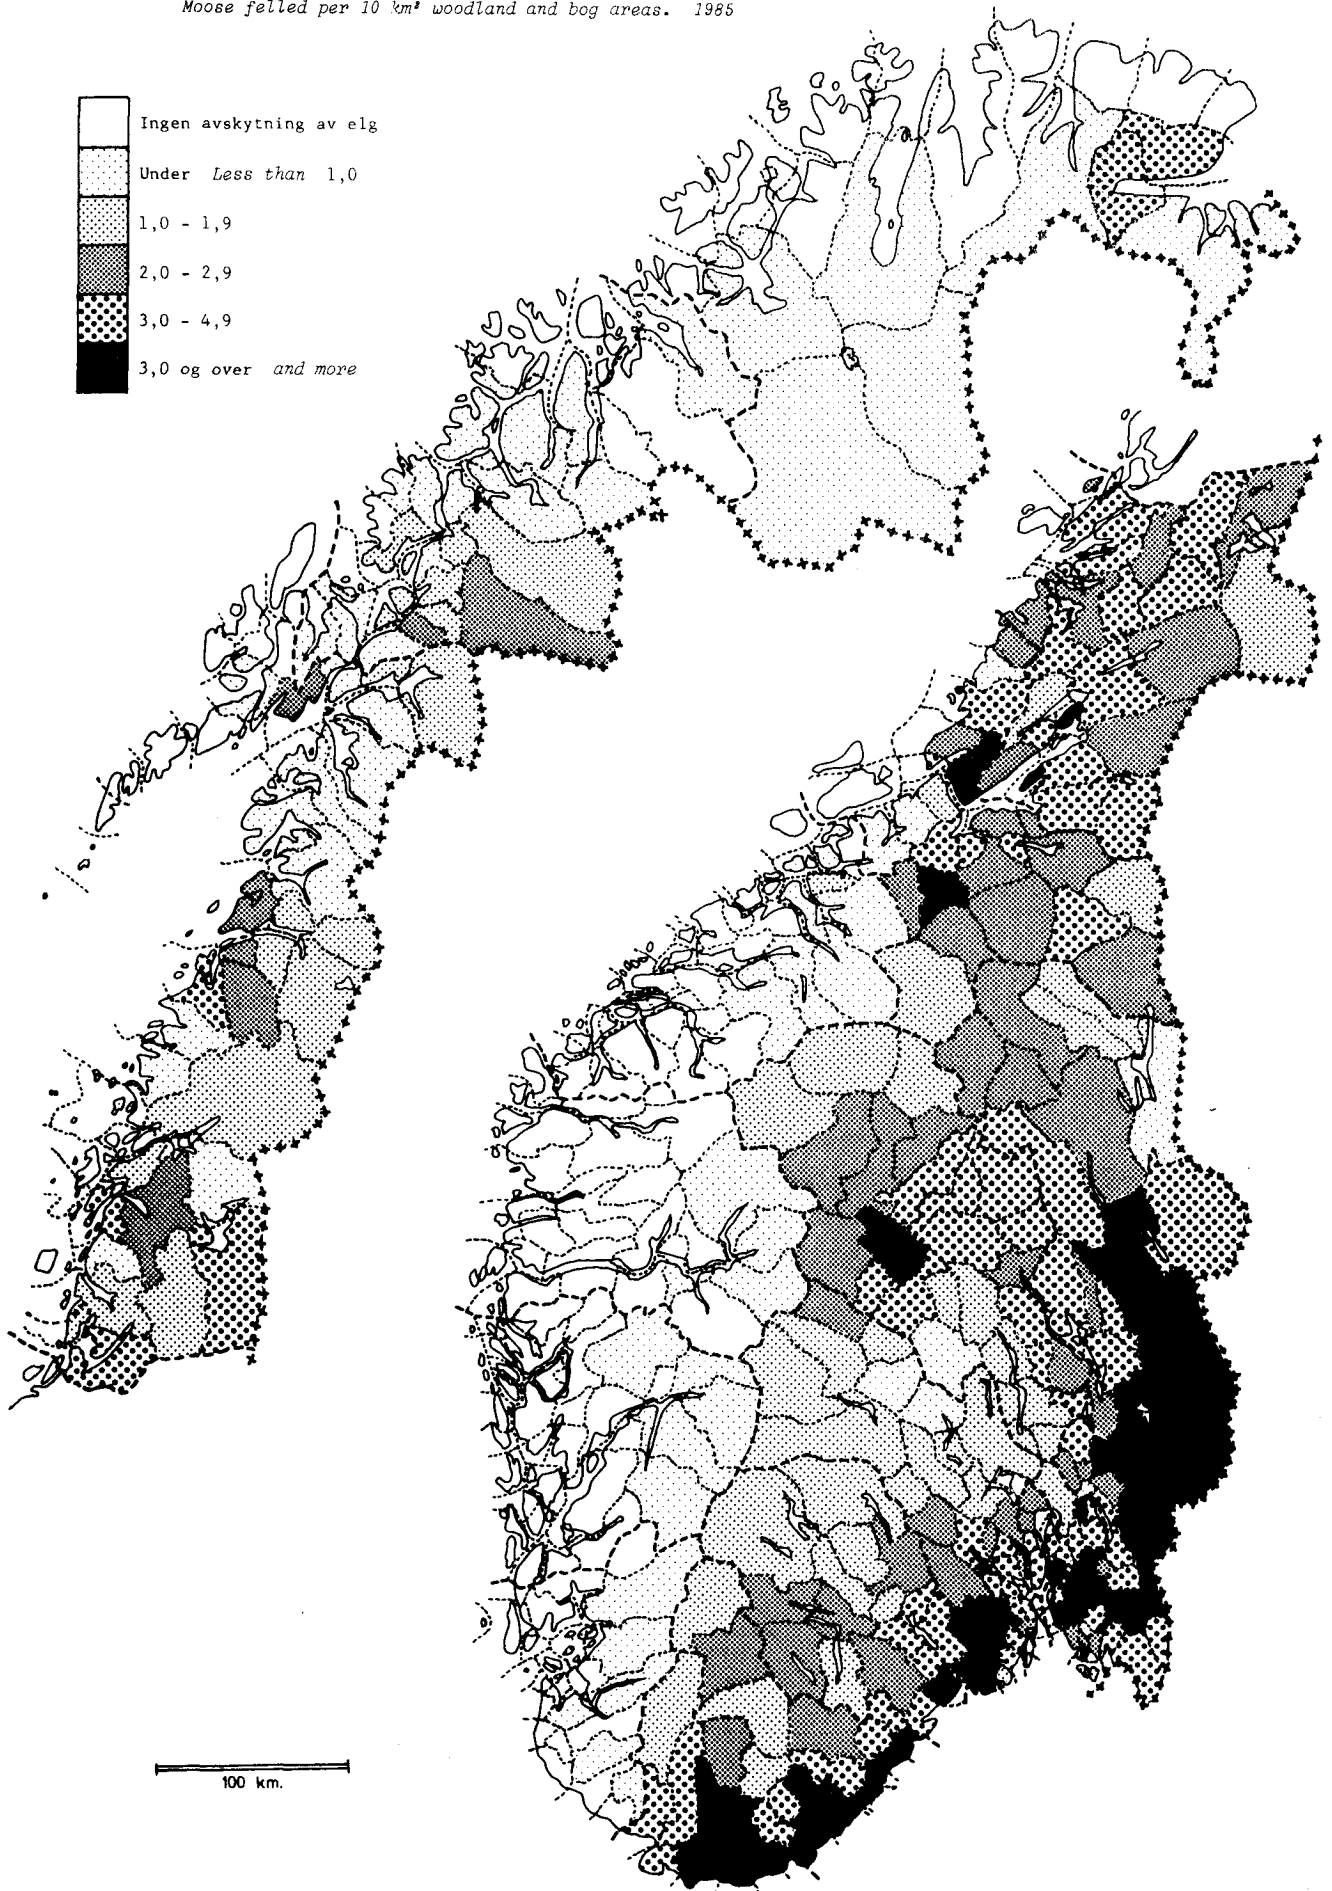 Moose felled per 10 km² woodland and bog areas. 1985
Ingen avskytning av elg
Under Less than 1,0
1,0 - 1,9
2,0 - 2,9
3,0 - 4,9
3,0 og over and more
100 km.